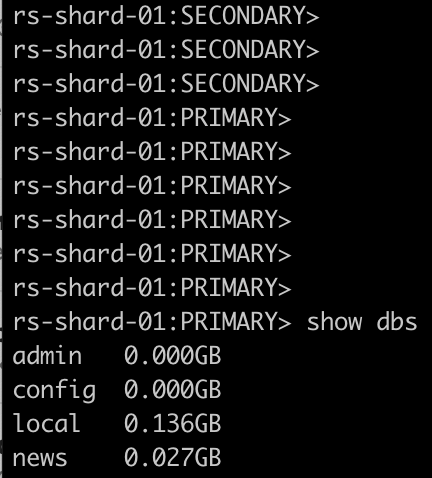 rs-shard-01:SECONDARY>
rs-shard-01:SECONDARY>
rs-shard-01:SECONDARY>
rs-shard-01:PRIMARY>
rs-shard-01:PRIMARY>
rs-shard-01:PRIMARY>
rs-shard-01:PRIMARY>
rs-shard-01:PRIMARY>
rs-shard-01:PRIMARY>
rs-shard-01:PRIMARY> show dbs
admin   0.000GB
config  0.000GB
local   0.136GB
news    0.027GB